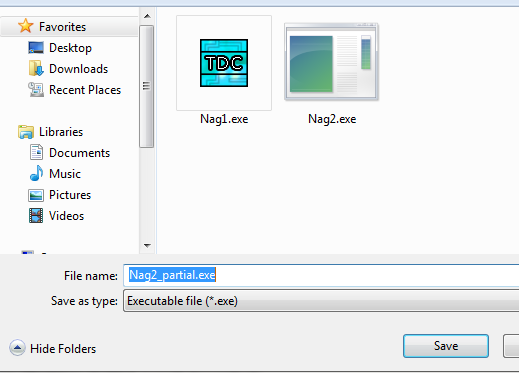 Favorites
Desktop
Downloads
Recent Places
Libraries
Documents
Music
Pictures
Videos
TDC
Nag1.exe
Nag2.exe
File name: Nag2_partial.exe
Save as type: Executable file (*.exe)
Hide Folders
Save